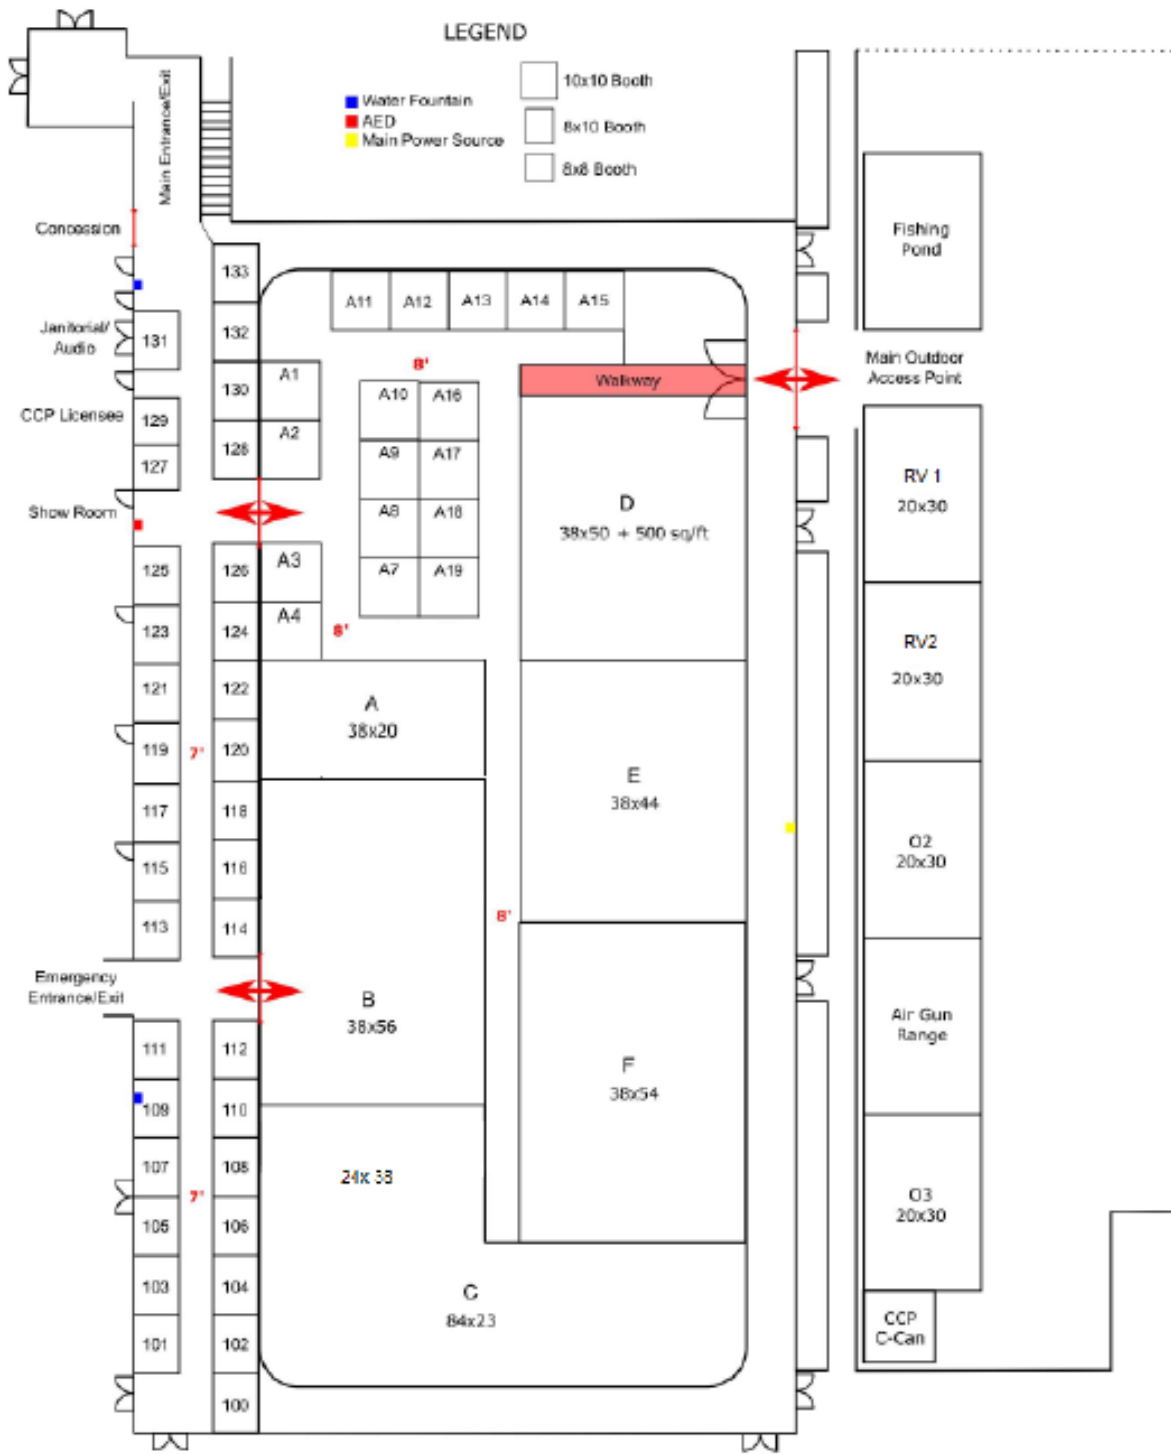 LEGEND
Water Fountain
AED
Main Power Source
10x10 Booth
8x10 Booth
8x8 Booth
Main Entrance/Exit
Concession
Janitorial/
Audio
CCP Licensee
Show Room
Emergency
Entrance/Exit
133
132
131
130
129
128
127
126
125
124
123
122
121
120
119
118
117
116
115
114
113
112
111
110
109
108
107
106
105
104
103
102
101
100
7'
7'
A11
A12
A13
A14
A15
8'
A1
A2
A10
A16
A9
A17
A8
A18
A7
A19
A3
A4
8'
Walkway
D
38x50 + 500 sq/ft
A
38x20
E
38x44
8'
B
38x56
F
38x54
24x 38
C
84x23
Fishing
Pond
Main Outdoor
Access Point
RV 1
20x30
RV2
20x30
O2
20x30
Air Gun
Range
O3
20x30
CCP
C-Can